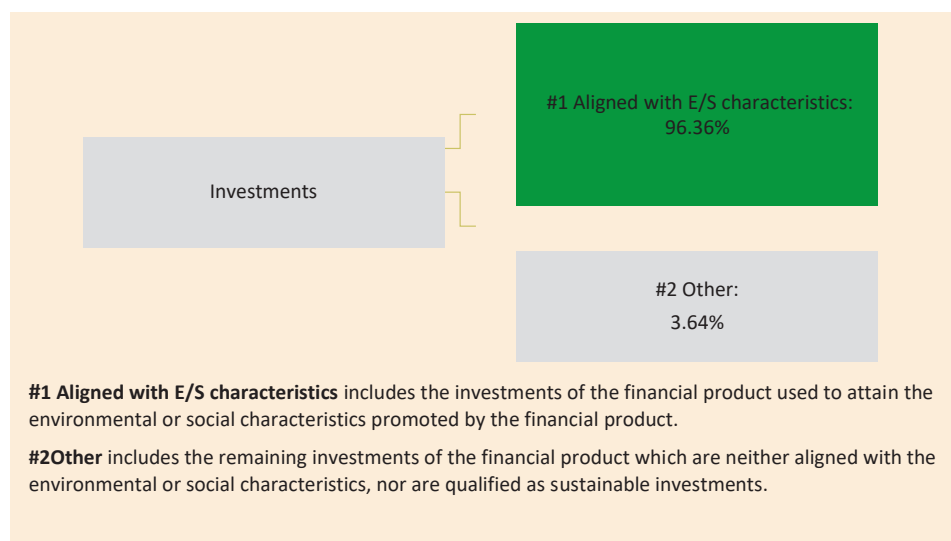 #1 Aligned with E/S characteristics:
96.36%
Investments
#2 Other:
3.64%
#1 Aligned with E/S characteristics includes the investments of the financial product used to attain the
environmental or social characteristics promoted by the financial product.
#2Other includes the remaining investments of the financial product which are neither aligned with the
environmental or social characteristics, nor are qualified as sustainable investments.